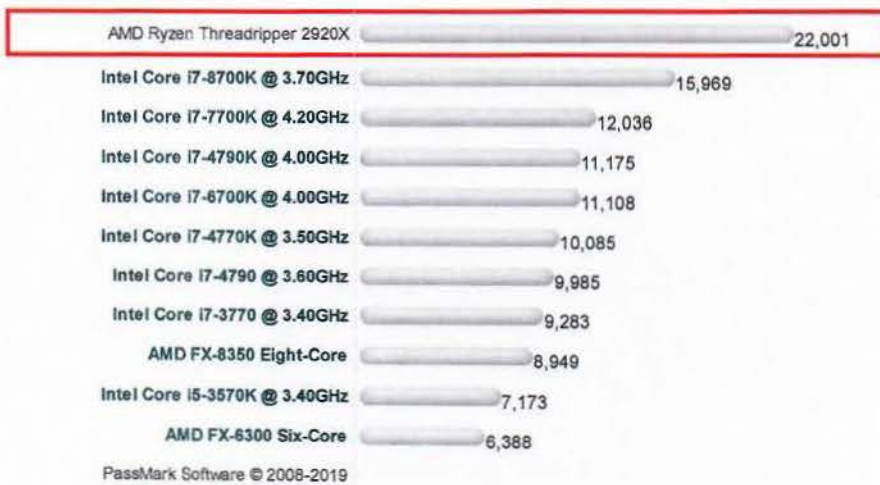 AMD Ryzen Threadripper 2920X 22,001
Intel Core i7-8700K @ 3.70GHz 15,969
Intel Core i7-7700K @ 4.20GHz 12,036
Intel Core i7-4790K @ 4.00GHz 11,175
Intel Core i7-6700K @ 4.00GHz 11,108
Intel Core i7-4770K @ 3.50GHz 10,085
Intel Core i7-4790 @ 3.60GHz 9,985
Intel Core i7-3770 @ 3.40GHz 9,283
AMD FX-8350 Eight-Core 8,949
Intel Core i5-3570K @ 3.40GHz 7,173
AMD FX-6300 Six-Core 6,388
PassMark Software © 2008-2019